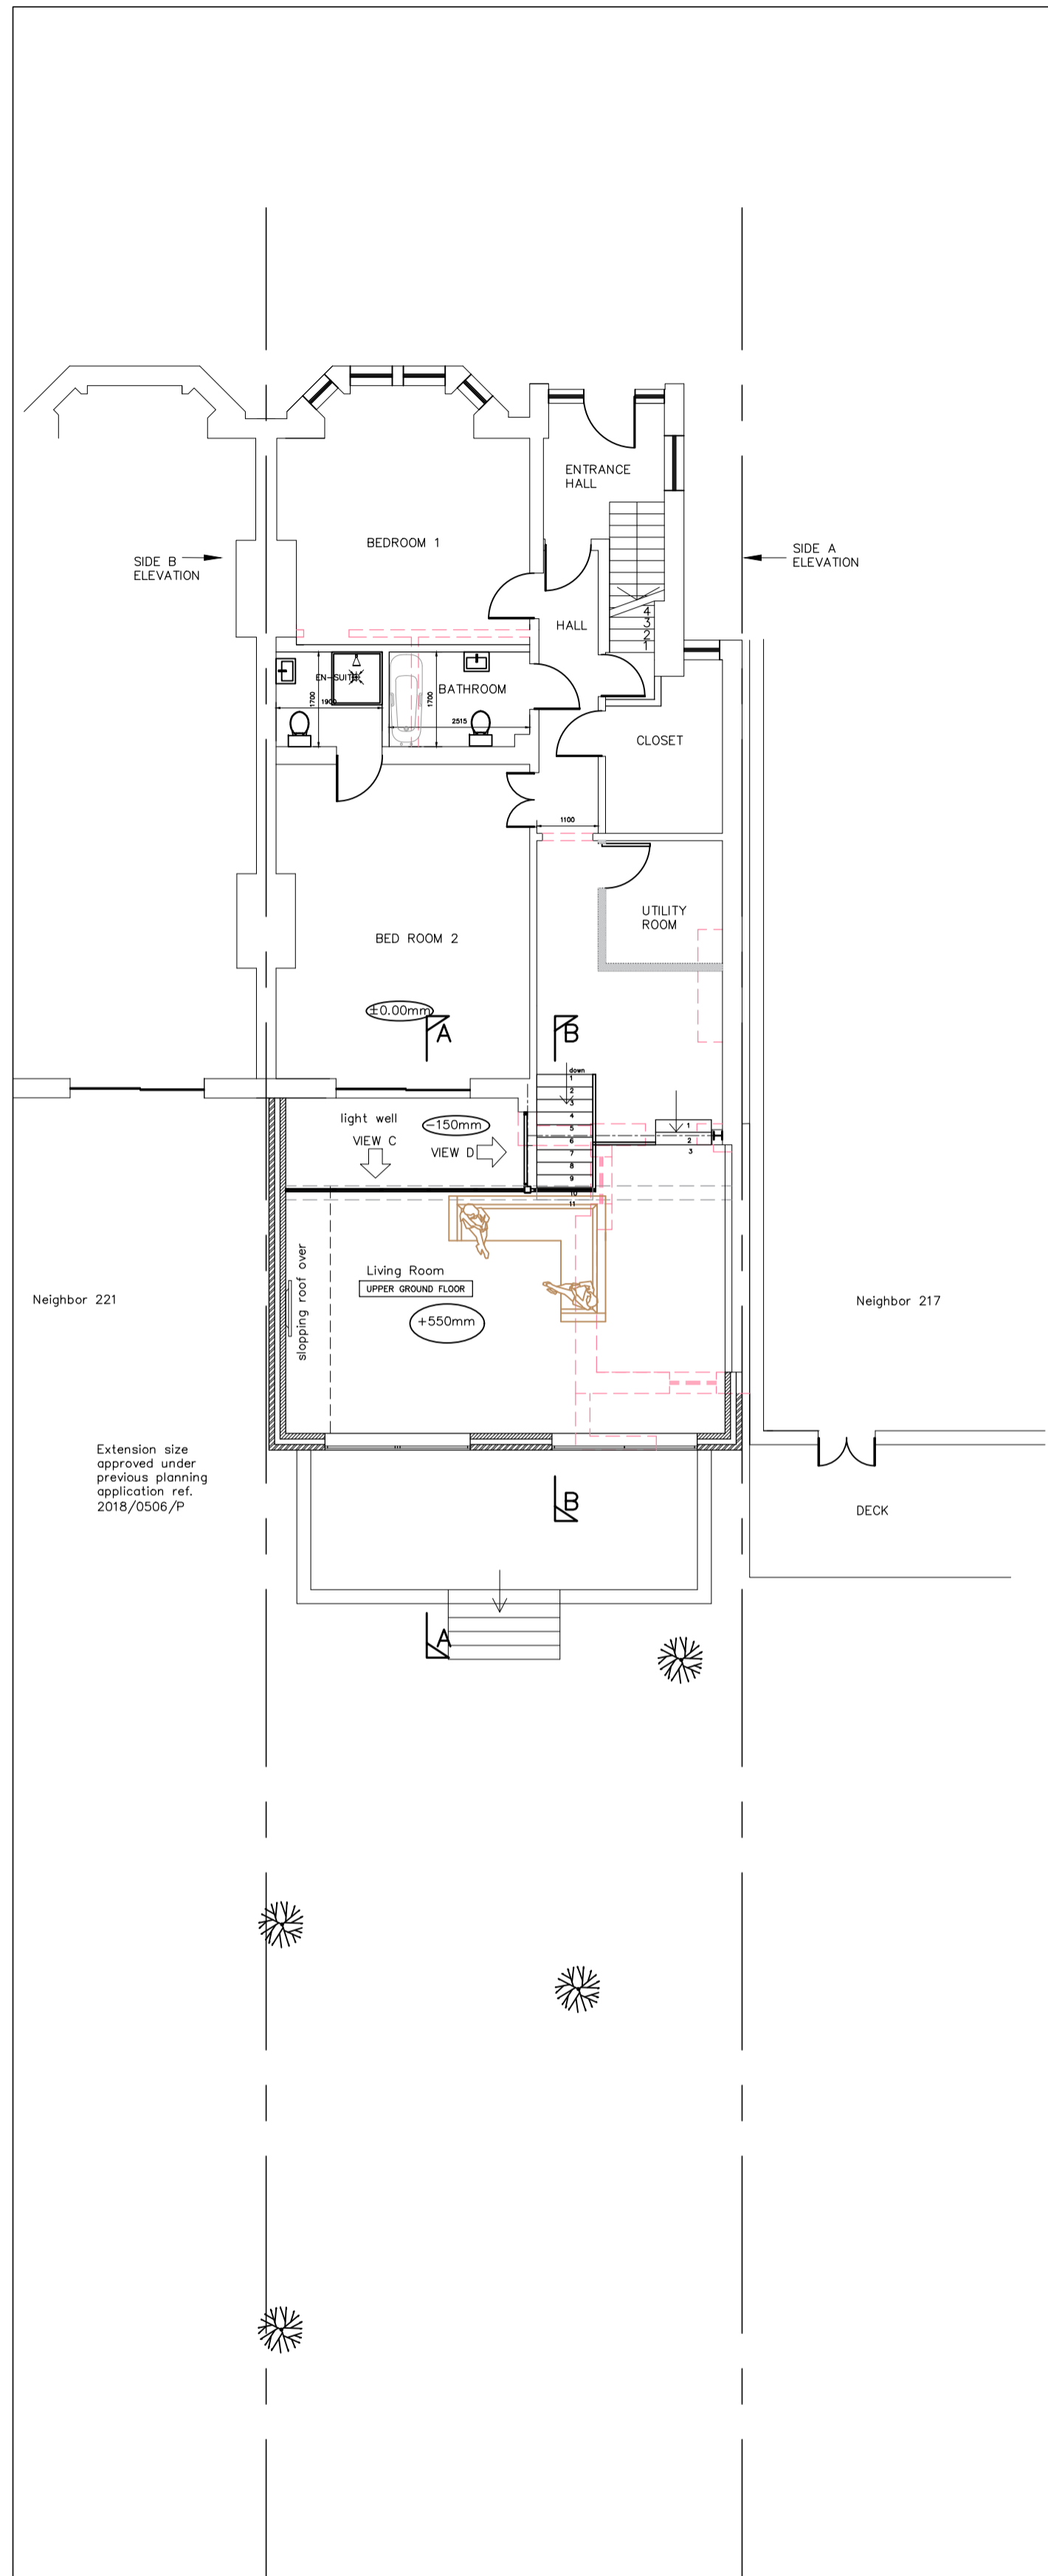 ENTRANCE
HALL
BEDROOM 1
SIDE B
ELEVATION
SIDE A
ELEVATION
4
3
2
1
HALL
EN-SUITE
BATHROOM
1700
1900
1700
2515
CLOSET
1100
UTILITY
ROOM
BED ROOM 2
±0.00mm
A
B
down
1
2
3
4
5
6
7
8
9
10
11
light well
-150mm
VIEW C
VIEW D
1
2
3
slopping roof over
Living Room
UPPER GROUND FLOOR
+550mm
Neighbor 221
Neighbor 217
Extension size
approved under
previous planning
application ref.
2018/0506/P
B
DECK
A